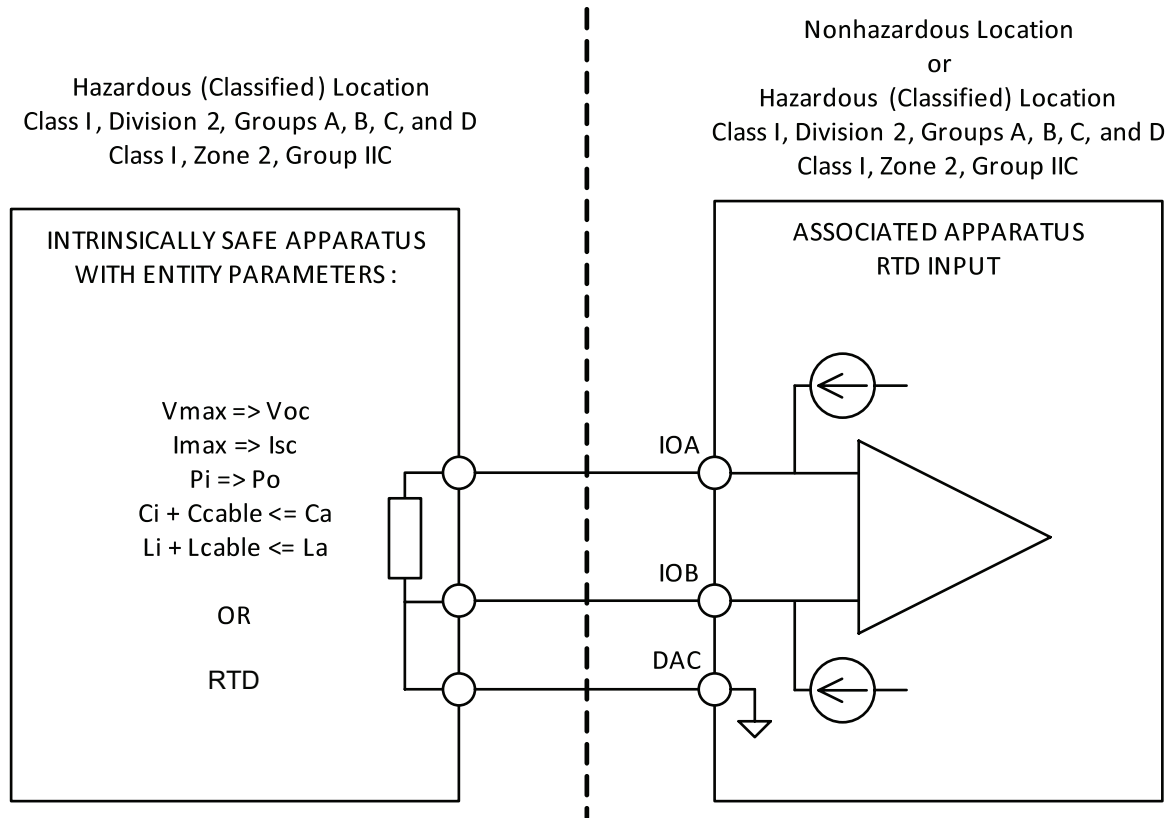 Hazardous (Classified) Location
Class I, Division 2, Groups A, B, C, and D
Class I, Zone 2, Group IIC
Nonhazardous Location
or
Hazardous (Classified) Location
Class I, Division 2, Groups A, B, C, and D
Class I, Zone 2, Group IIC
INTRINSICALLY SAFE APPARATUS
WITH ENTITY PARAMETERS :
Vmax => Voc
Imax => Isc
Pi => Po
Ci + Ccable <= Ca
Li + Lcable <= La
OR
RTD
ASSOCIATED APPARATUS
RTD INPUT
IOA
IOB
DAC